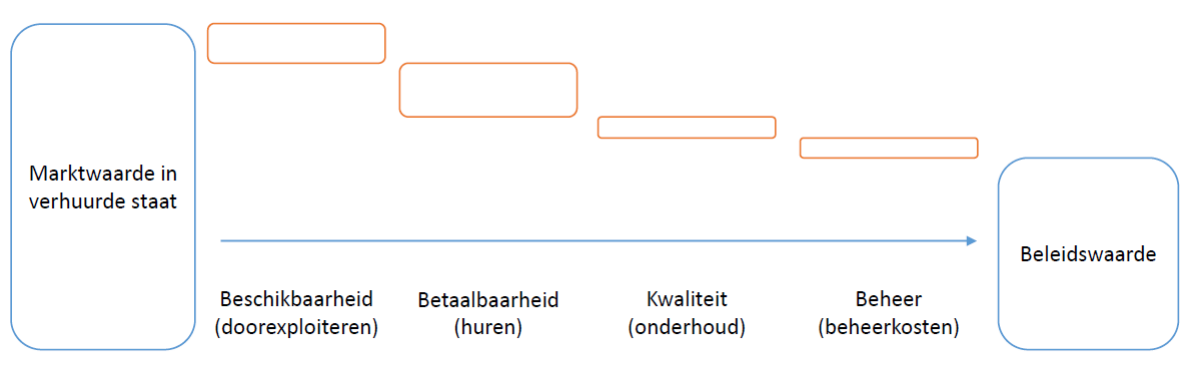 Marktwaarde in
verhuurde staat
Beschikbaarheid
(doorexploiteren)
Betaalbaarheid
(huren)
Kwaliteit
(onderhoud)
Beheer
(beheerkosten)
Beleidswaarde